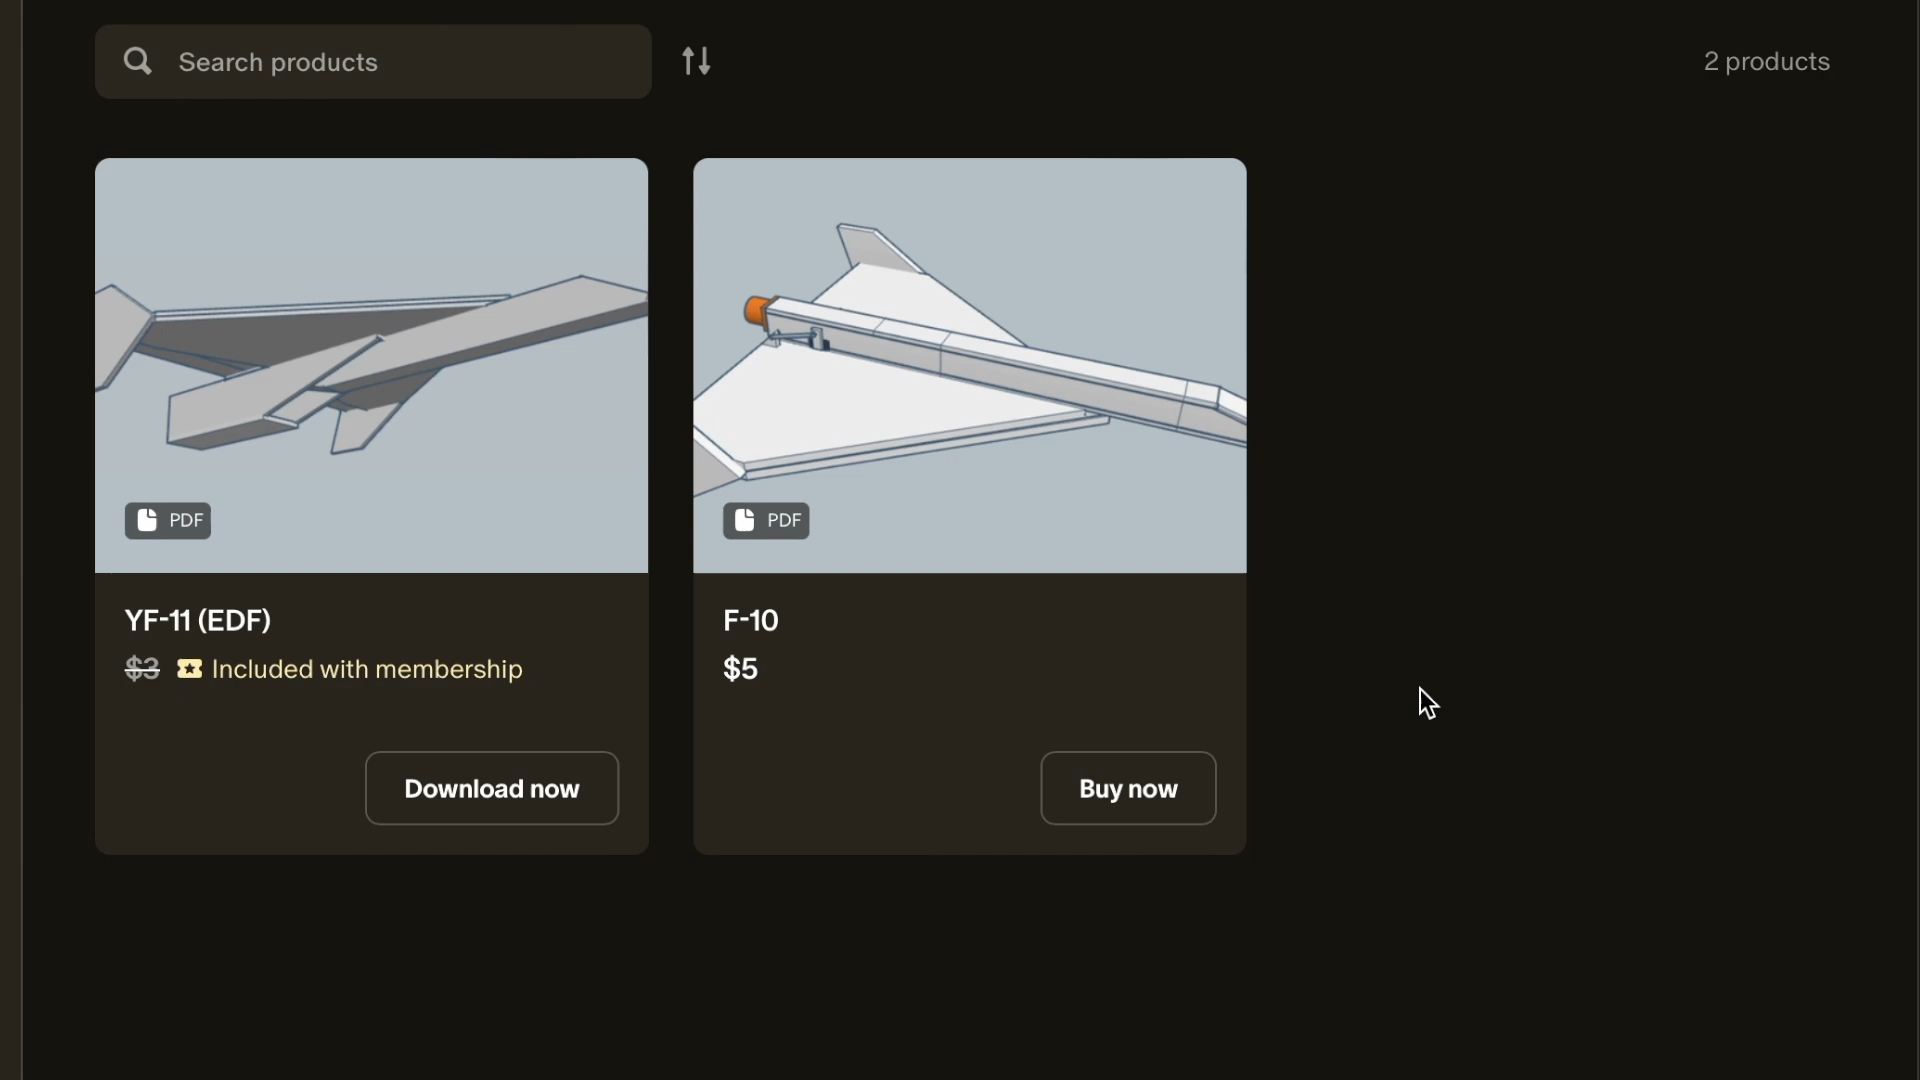 Search products
2 products
PDF
PDF
YF-11 (EDF)
$3 Included with membership
F-10
$5
Download now
Buy now